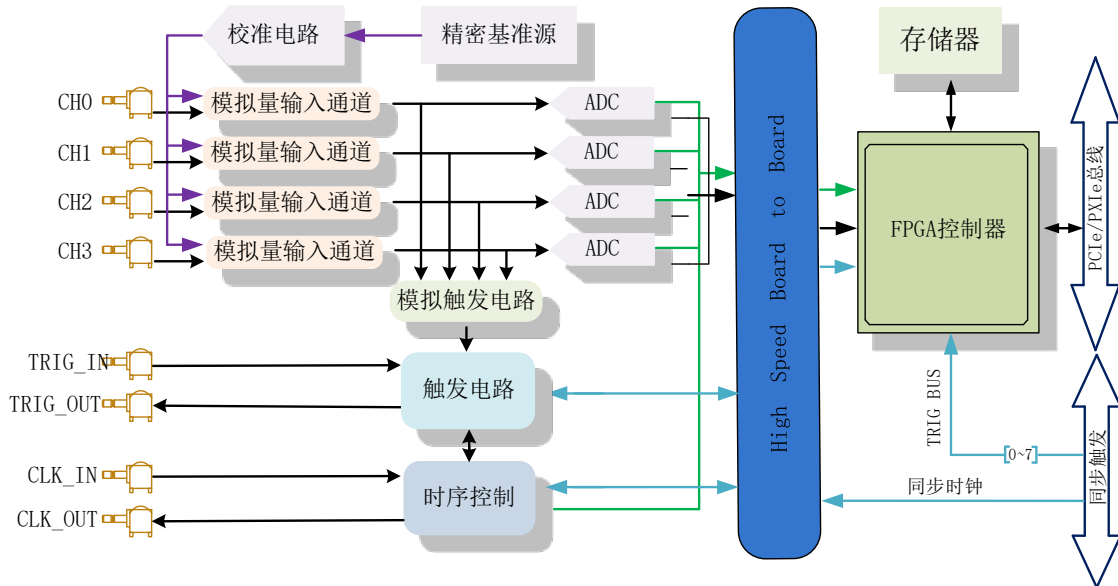 校准电路
精密基准源
存储器
CH0
模拟量输入通道
ADC
CH1
模拟量输入通道
ADC
CH2
模拟量输入通道
ADC
CH3
模拟量输入通道
ADC
High Speed Board to Board
FPGA控制器
PCIe/PXIe总线
模拟触发电路
TRIG_IN
TRIG_OUT
触发电路
TRIG BUS
[0~7]
同步触发
CLK_IN
CLK_OUT
时序控制
同步时钟